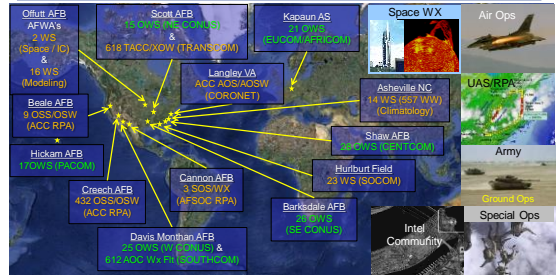 Offutt AFB
AFWA's
2 WS
(Space / IC)
&
16 WS
(Modeling)
Scott AFB
15 OWS (NE CONUS)
&
618 TACC/XOW (TRANSCOM)
Kapaun AS
21 OWS
(EUCOM/AFRICOM)
Langley VA
ACC AOS/AOSW
(CORONET)
Space WX
Air Ops
Beale AFB
9 OSS/OSW
(ACC RPA)
Asheville NC
14 WS (557 WW)
(Climatology)
UAS/RPA
Hickam AFB
17OWS (PACOM)
Shaw AFB
28 OWS (CENTCOM)
Army
Ground Ops
Creech AFB
432 OSS/OSW
(ACC RPA)
Cannon AFB
3 SOS/WX
(AFSOC RPA)
Hurlburt Field
23 WS (SOCOM)
Davis Monthan AFB
25 OWS (W CONUS) &
612 AOC Wx Flt (SOUTHCOM)
Barksdale AFB
26 OWS
(SE CONUS)
Intel
Community
Special Ops